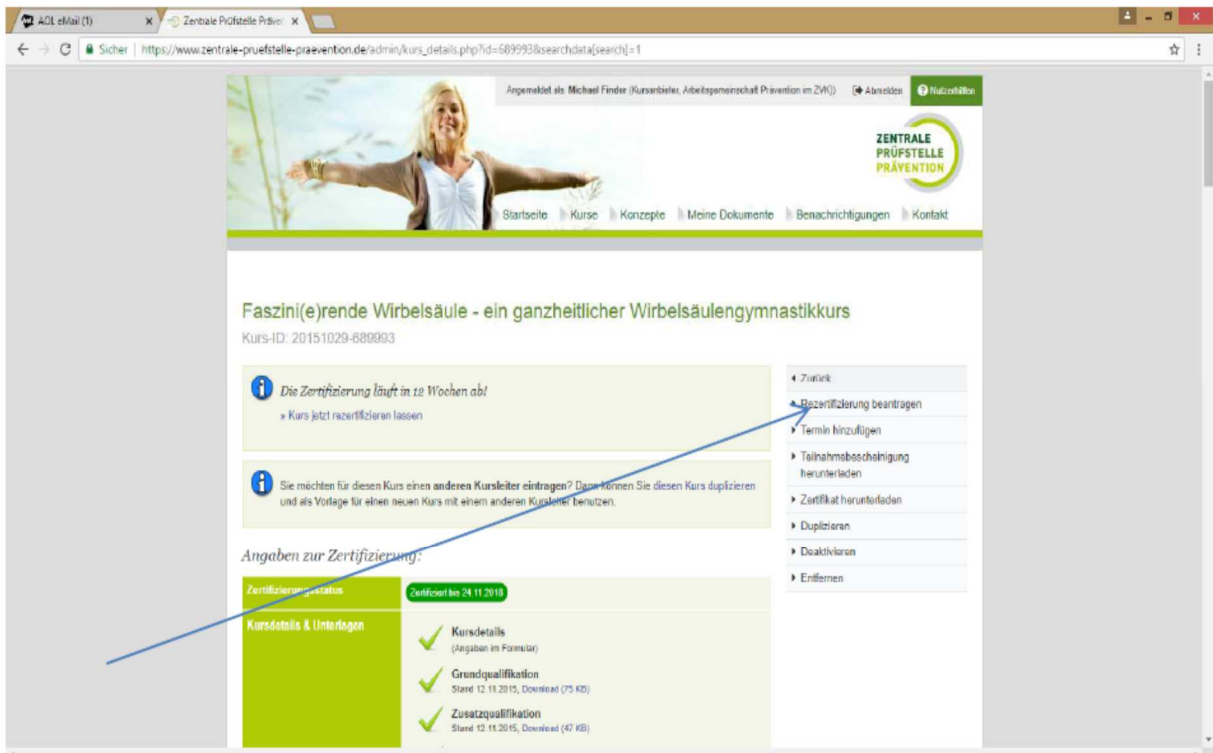 AOL eMail (1)
Zentrale Prüfstelle Präven
Sicher | https://www.zentrale-pruefstelle-praevention.de/admin/kurs_details.php?id=689993&searchdata[search]=1
Angemeldet als Michael Finder (Kursanbieter, Arbeitsgemeinschaft Prävention im ZVK)) Abmelden Nutzerhilfen
ZENTRALE
PRÜFSTELLE
PRÄVENTION
Startseite Kurse Konzepte Meine Dokumente Benachrichtigungen Kontakt
Faszini(e)rende Wirbelsäule - ein ganzheitlicher Wirbelsäulengymnastikkurs
Kurs-ID: 20151029-689993
Die Zertifizierung läuft in 12 Wochen ab!
» Kurs jetzt rezertifizieren lassen
Sie möchten für diesen Kurs einen anderen Kursleiter eintragen? Dann können Sie diesen Kurs duplizieren
und als Vorlage für einen neuen Kurs mit einem anderen Kursleiter benutzen.
Zurück
Rezertifizierung beantragen
Termin hinzufügen
Teilnahmebescheinigung
herunterladen
Zertifikat herunterladen
Duplizieren
Deaktivieren
Entfernen
Angaben zur Zertifizierung:
Zertifizierungsstatus
Zertifiziert bis 24.11.2018
Kursdetails & Unterlagen
Kursdetails
(Angaben im Formular)
Grundqualifikation
Stand 12.11.2015, Download (75 KB)
Zusatzqualifikation
Stand 12.11.2015, Download (47 KB)